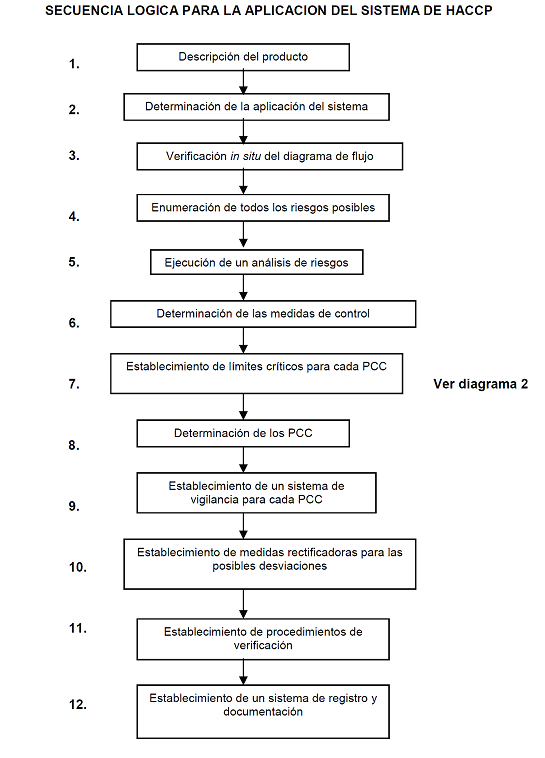 SECUENCIA LOGICA PARA LA APLICACION DEL SISTEMA DE HACCP
1.
Descripción del producto
2.
Determinación de la aplicación del sistema
3.
Verificación in situ del diagrama de flujo
4.
Enumeración de todos los riesgos posibles
5.
Ejecución de un análisis de riesgos
6.
Determinación de las medidas de control
7.
Establecimiento de límites críticos para cada PCC
Ver diagrama 2
8.
Determinación de los PCC
9.
Establecimiento de un sistema de
vigilancia para cada PCC
10.
Establecimiento de medidas rectificadoras para las
posibles desviaciones
11.
Establecimiento de procedimientos de
verificación
12.
Establecimiento de un sistema de registro y
documentación